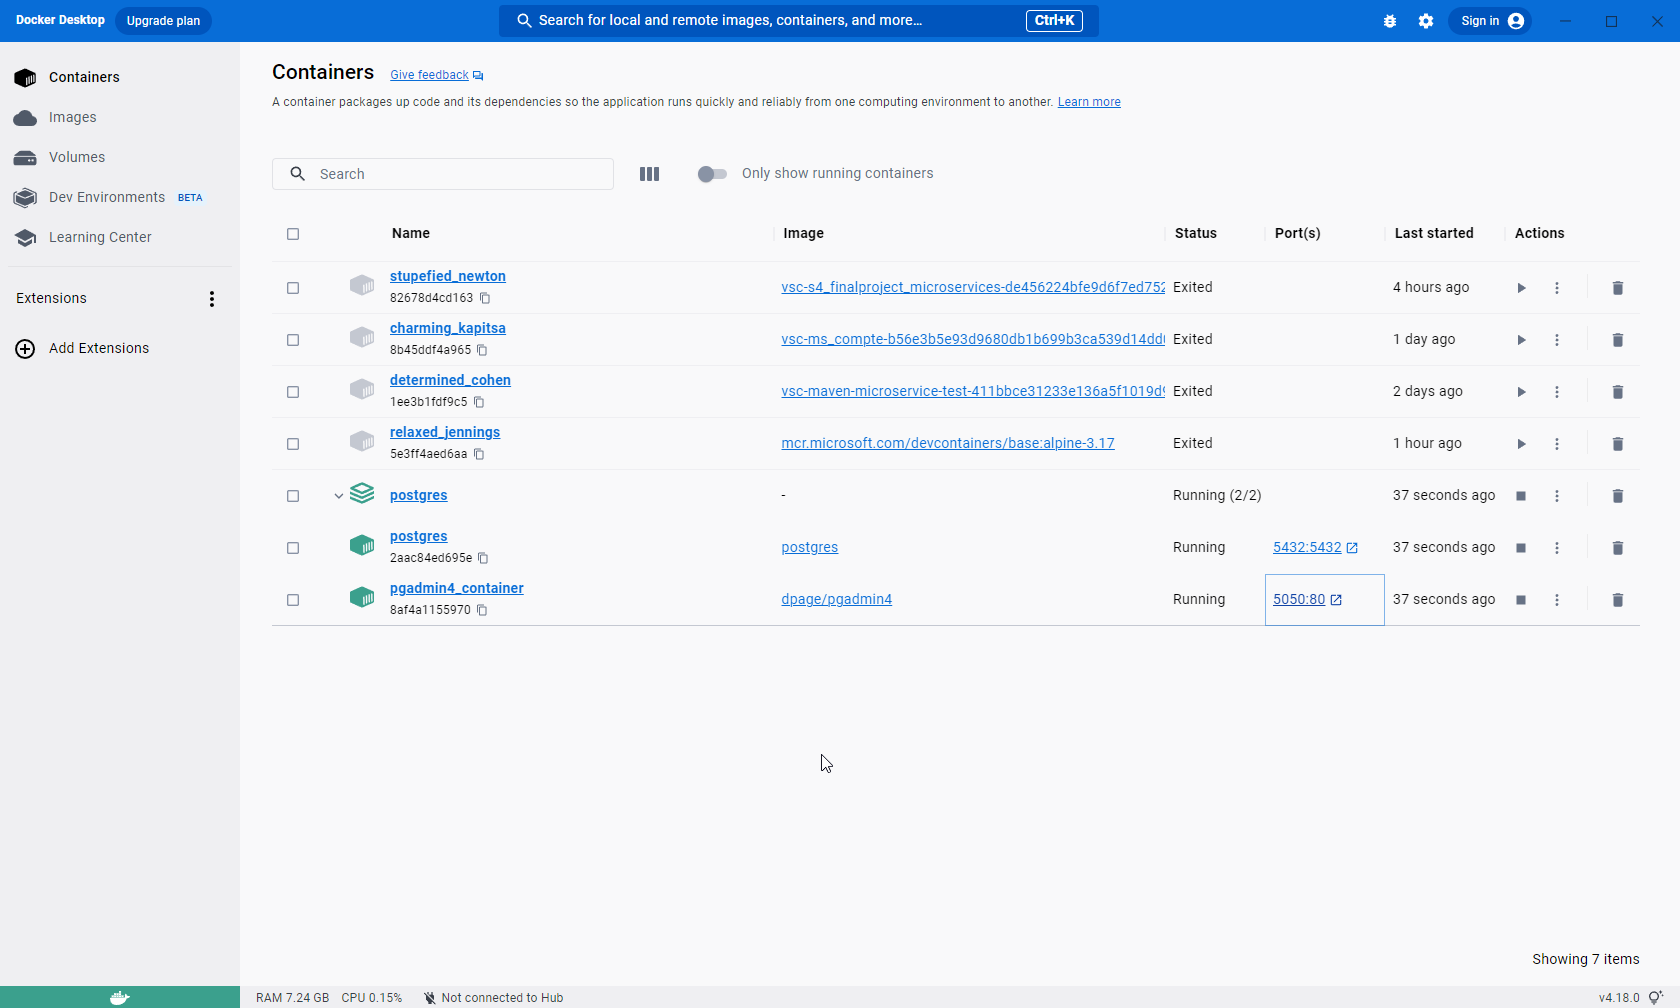 Docker Desktop Upgrade plan Search for local and remote images, containers, and more... Ctrl+K Sign in
Containers
Images
Volumes
Dev Environments BETA
Learning Center
Extensions
Add Extensions
Containers Give feedback
A container packages up code and its dependencies so the application runs quickly and reliably from one computing environment to another. Learn more
Search Only show running containers
Name Image Status Port(s) Last started Actions
stupefied_newton
82678d4cd163
vsc-s4_finalproject_microservices-de456224bfe9d6f7ed752 Exited 4 hours ago
charming_kapitsa
8b45ddf4a965
vsc-ms_compte-b56e3b5e93d9680db1b699b3ca539d14dd Exited 1 day ago
determined_cohen
1ee3b1fdf9c5
vsc-maven-microservice-test-411bbce31233e136a5f1019d Exited 2 days ago
relaxed_jennings
5e3ff4aed6aa
mcr.microsoft.com/devcontainers/base:alpine-3.17 Exited 1 hour ago
postgres - Running (2/2) 37 seconds ago
postgres
2aac84ed695e
postgres Running 5432:5432 37 seconds ago
pgadmin4_container
8af4a1155970
dpage/pgadmin4 Running 5050:80 37 seconds ago
Showing 7 items
RAM 7.24 GB CPU 0.15% Not connected to Hub v4.18.0